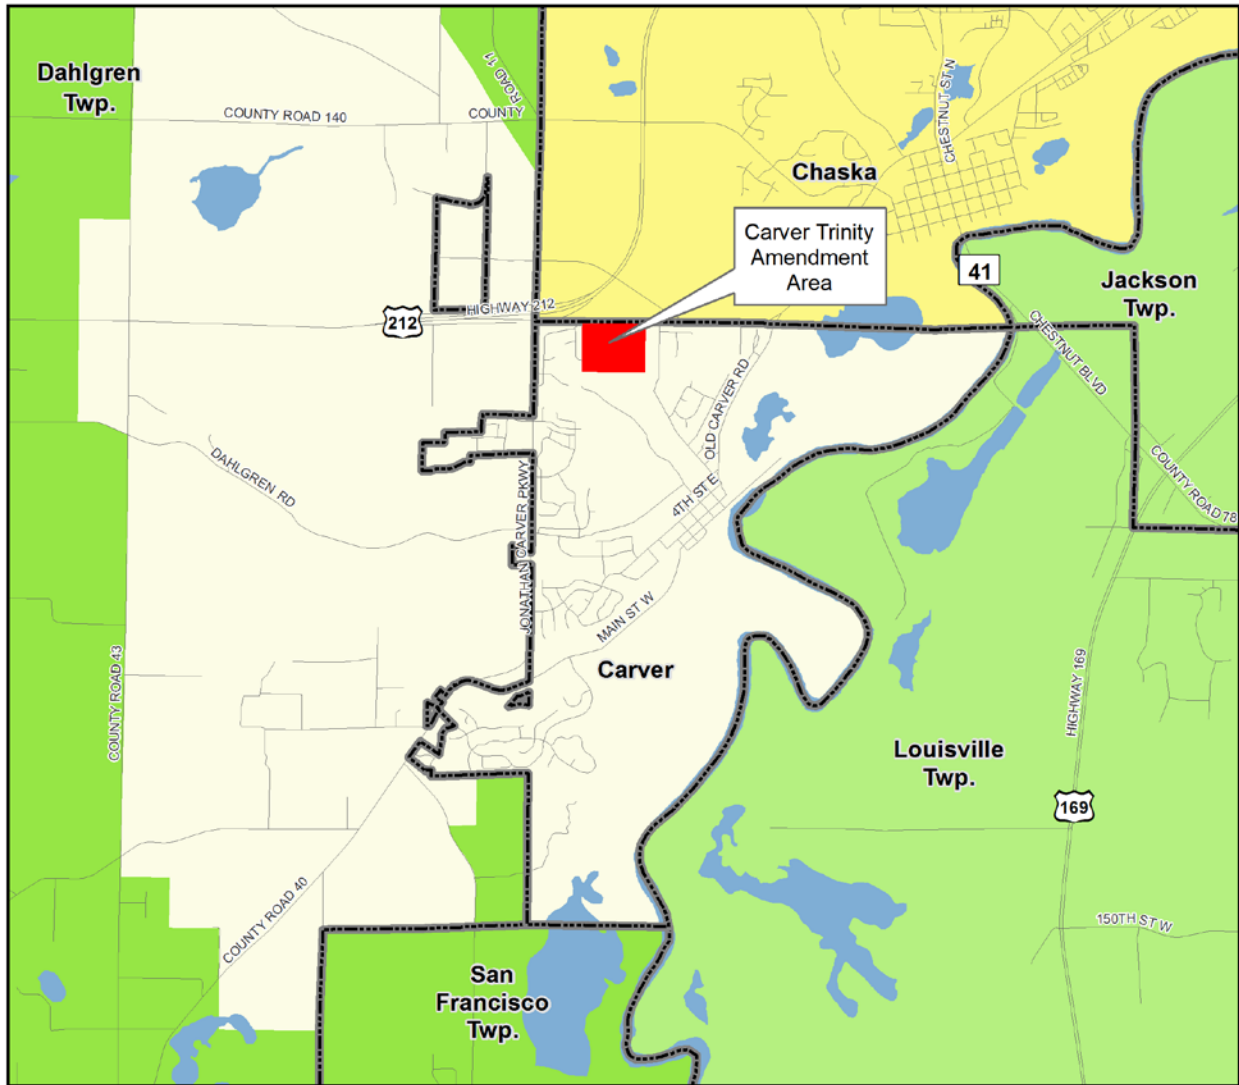 Dahlgren
Twp.
COUNTY ROAD 140
COUNTY
ROAD 11
CHESTNUT ST N
Chaska
Carver Trinity
Amendment
Area
41
Jackson
Twp.
HIGHWAY 212
212
CHESTNUT BLVD
OLD CARVER RD
DAHLGREN RD
4TH ST E
COUNTY ROAD 78
JONATHAN CARVER PKWY
MAIN ST W
Carver
COUNTY ROAD 43
HIGHWAY 169
Louisville
Twp.
169
COUNTY ROAD 40
150TH ST W
San
Francisco
Twp.